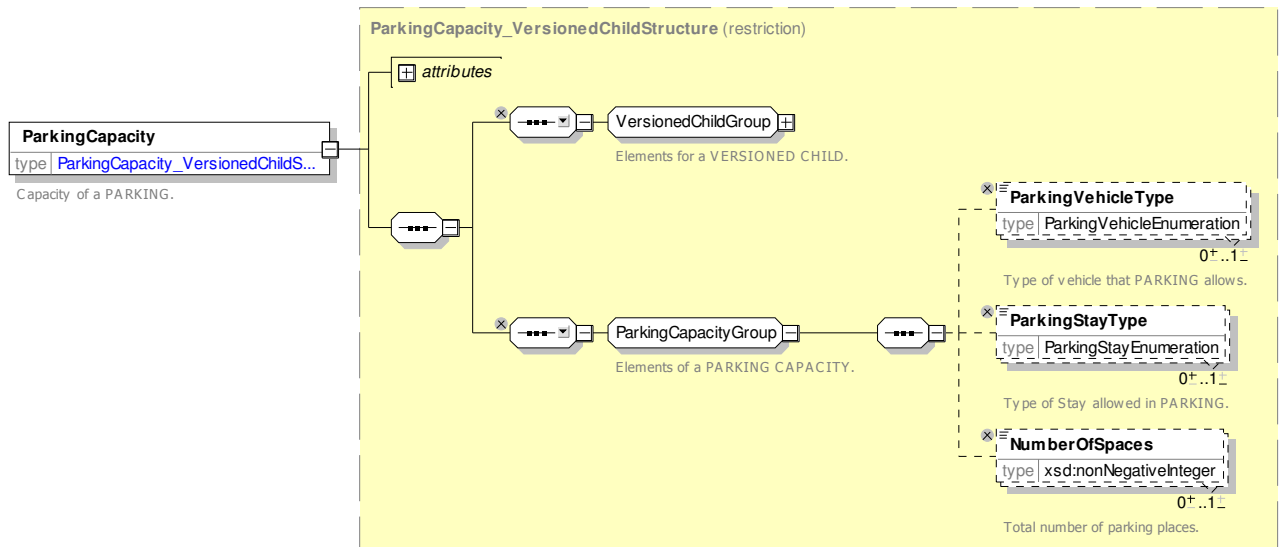 ParkingCapacity_VersionedChildStructure (restriction)
attributes
ParkingCapacity
type ParkingCapacity_VersionedChildS...
Capacity of a PARKING.
VersionedChildGroup
Elements for a VERSIONED CHILD.
ParkingCapacityGroup
Elements of a PARKING CAPACITY.
ParkingVehicleType
type ParkingVehicleEnumeration
0..1
Type of vehicle that PARKING allows.
ParkingStayType
type ParkingStayEnumeration
0..1
Type of Stay allowed in PARKING.
NumberOfSpaces
type xsd:nonNegativeInteger
0..1
Total number of parking places.